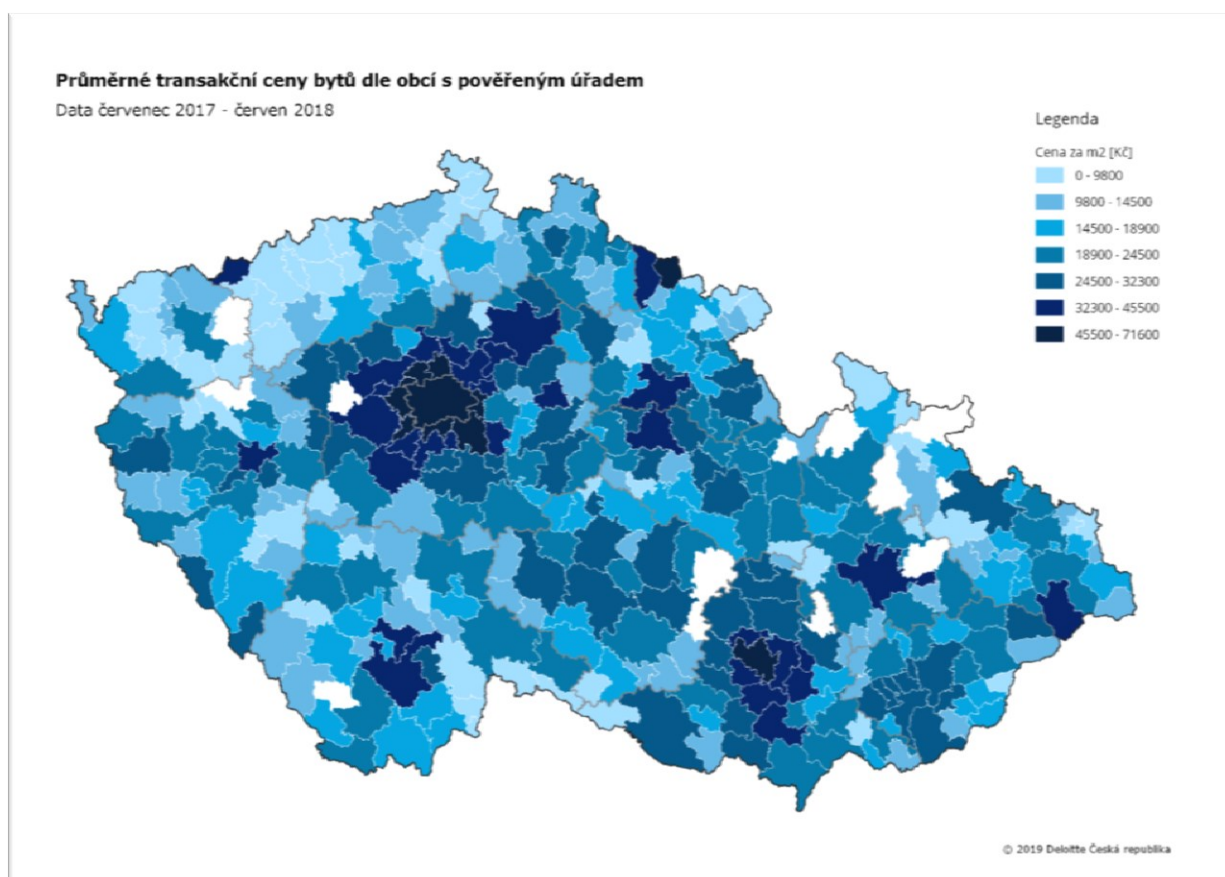 Průměrné transakční ceny bytů dle obcí s pověřeným úřadem
Data červenec 2017 - červen 2018
Legenda
Cena za m2 [Kč]
0 - 9800
9800 - 14500
14500 - 18900
18900 - 24500
24500 - 32300
32300 - 45500
45500 - 71600
© 2019 Deloitte Česká republika